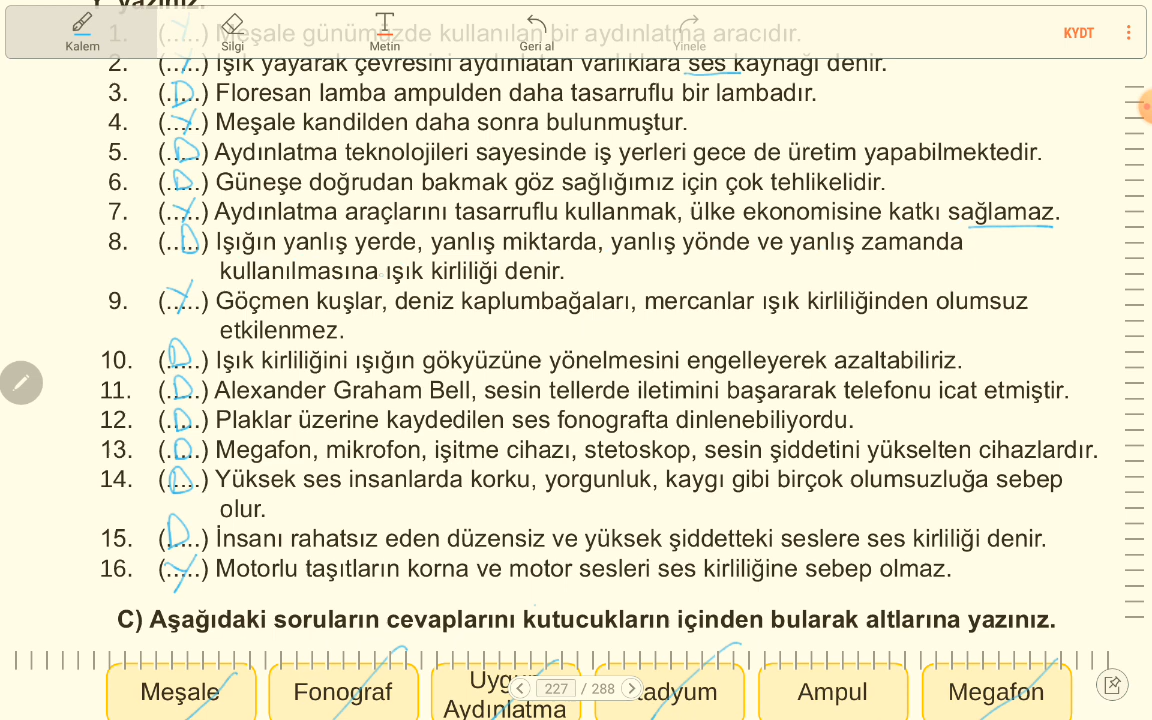 Kalem Silgi Metin Geri al Yinele KYDT
Y yazınız.
1. (.Y.) Meşale günümüzde kullanılan bir aydınlatma aracıdır.
2. (.Y.) Işık yayarak çevresini aydınlatan varlıklara ses kaynağı denir.
3. (.D.) Floresan lamba ampulden daha tasarruflu bir lambadır.
4. (.Y.) Meşale kandilden daha sonra bulunmuştur.
5. (.D.) Aydınlatma teknolojileri sayesinde iş yerleri gece de üretim yapabilmektedir.
6. (.D.) Güneşe doğrudan bakmak göz sağlığımız için çok tehlikelidir.
7. (.Y.) Aydınlatma araçlarını tasarruflu kullanmak, ülke ekonomisine katkı sağlamaz.
8. (.D.) Işığın yanlış yerde, yanlış miktarda, yanlış yönde ve yanlış zamanda
kullanılmasına ışık kirliliği denir.
9. (.Y.) Göçmen kuşlar, deniz kaplumbağaları, mercanlar ışık kirliliğinden olumsuz
etkilenmez.
10. (.D.) Işık kirliliğini ışığın gökyüzüne yönelmesini engelleyerek azaltabiliriz.
11. (.D.) Alexander Graham Bell, sesin tellerde iletimini başararak telefonu icat etmiştir.
12. (.D.) Plaklar üzerine kaydedilen ses fonografta dinlenebiliyordu.
13. (.D.) Megafon, mikrofon, işitme cihazı, stetoskop, sesin şiddetini yükselten cihazlardır.
14. (.D.) Yüksek ses insanlarda korku, yorgunluk, kaygı gibi birçok olumsuzluğa sebep
olur.
15. (.D.) İnsanı rahatsız eden düzensiz ve yüksek şiddetteki seslere ses kirliliği denir.
16. (.Y.) Motorlu taşıtların korna ve motor sesleri ses kirliliğine sebep olmaz.
C) Aşağıdaki soruların cevaplarını kutucukların içinden bularak altlarına yazınız.
Meşale Fonograf Aydınlatma Ampul Megafon
227 / 288